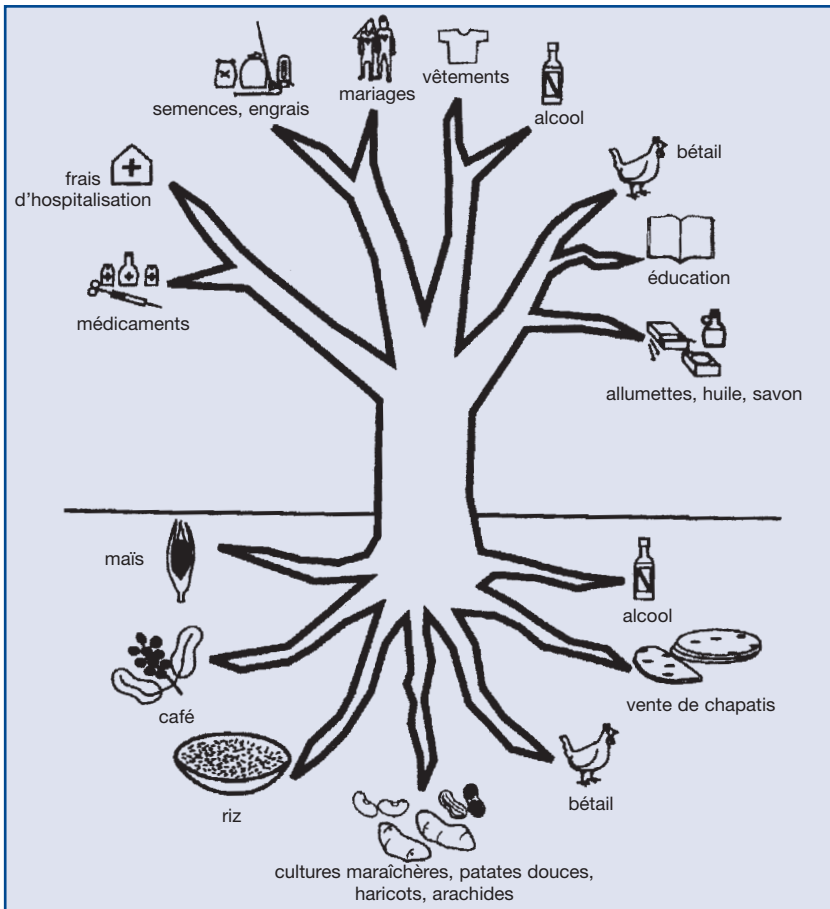 semences, engrais
mariages
vêtements
alcool
bétail
frais
d'hospitalisation
éducation
médicaments
allumettes, huile, savon
maïs
alcool
café
vente de chapatis
riz
bétail
cultures maraîchères, patates douces,
haricots, arachides